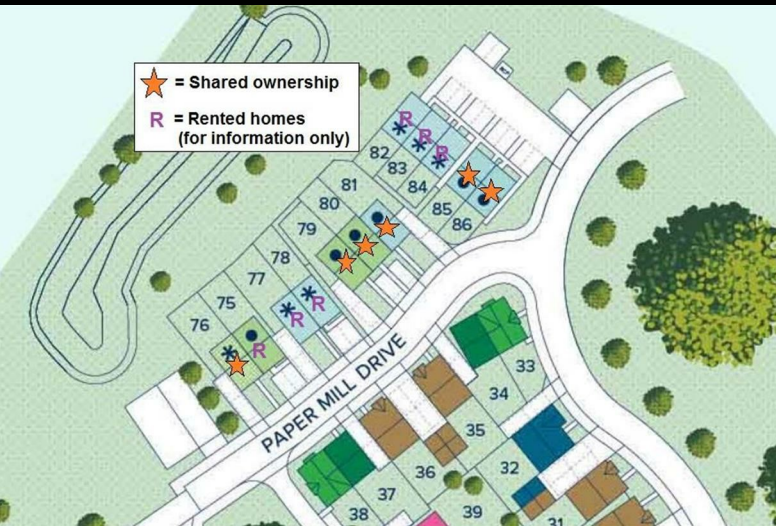 = Shared ownership
R = Rented homes
(for information only)
R
R
R
82
83
84
85
86
81
80
79
78
77
75
76
R
R
R
PAPER MILL DRIVE
33
34
35
36
32
37
38
39
31